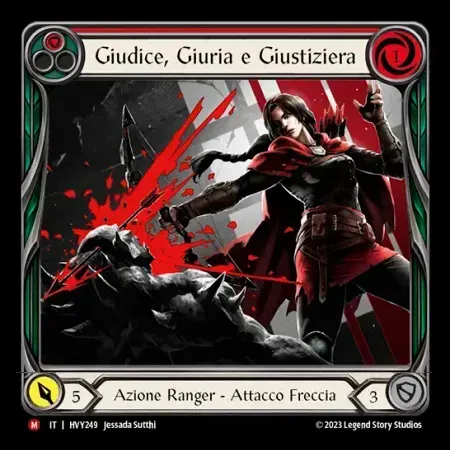 Giudice, Giuria e Giustiziera
1
5
Azione Ranger - Attacco Freccia
3
M IT | HVY249 Jessada Sutthi
©2023 Legend Story Studios